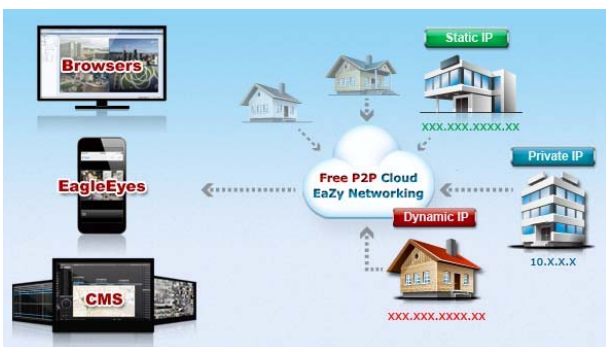 Browsers
Static IP
xxx.xxx.xxxx.xx
Private IP
Free P2P Cloud
EaZy Networking
EagleEyes
Dynamic IP
10.x.x.x
CMS
xxx.xxx.xxxx.xx